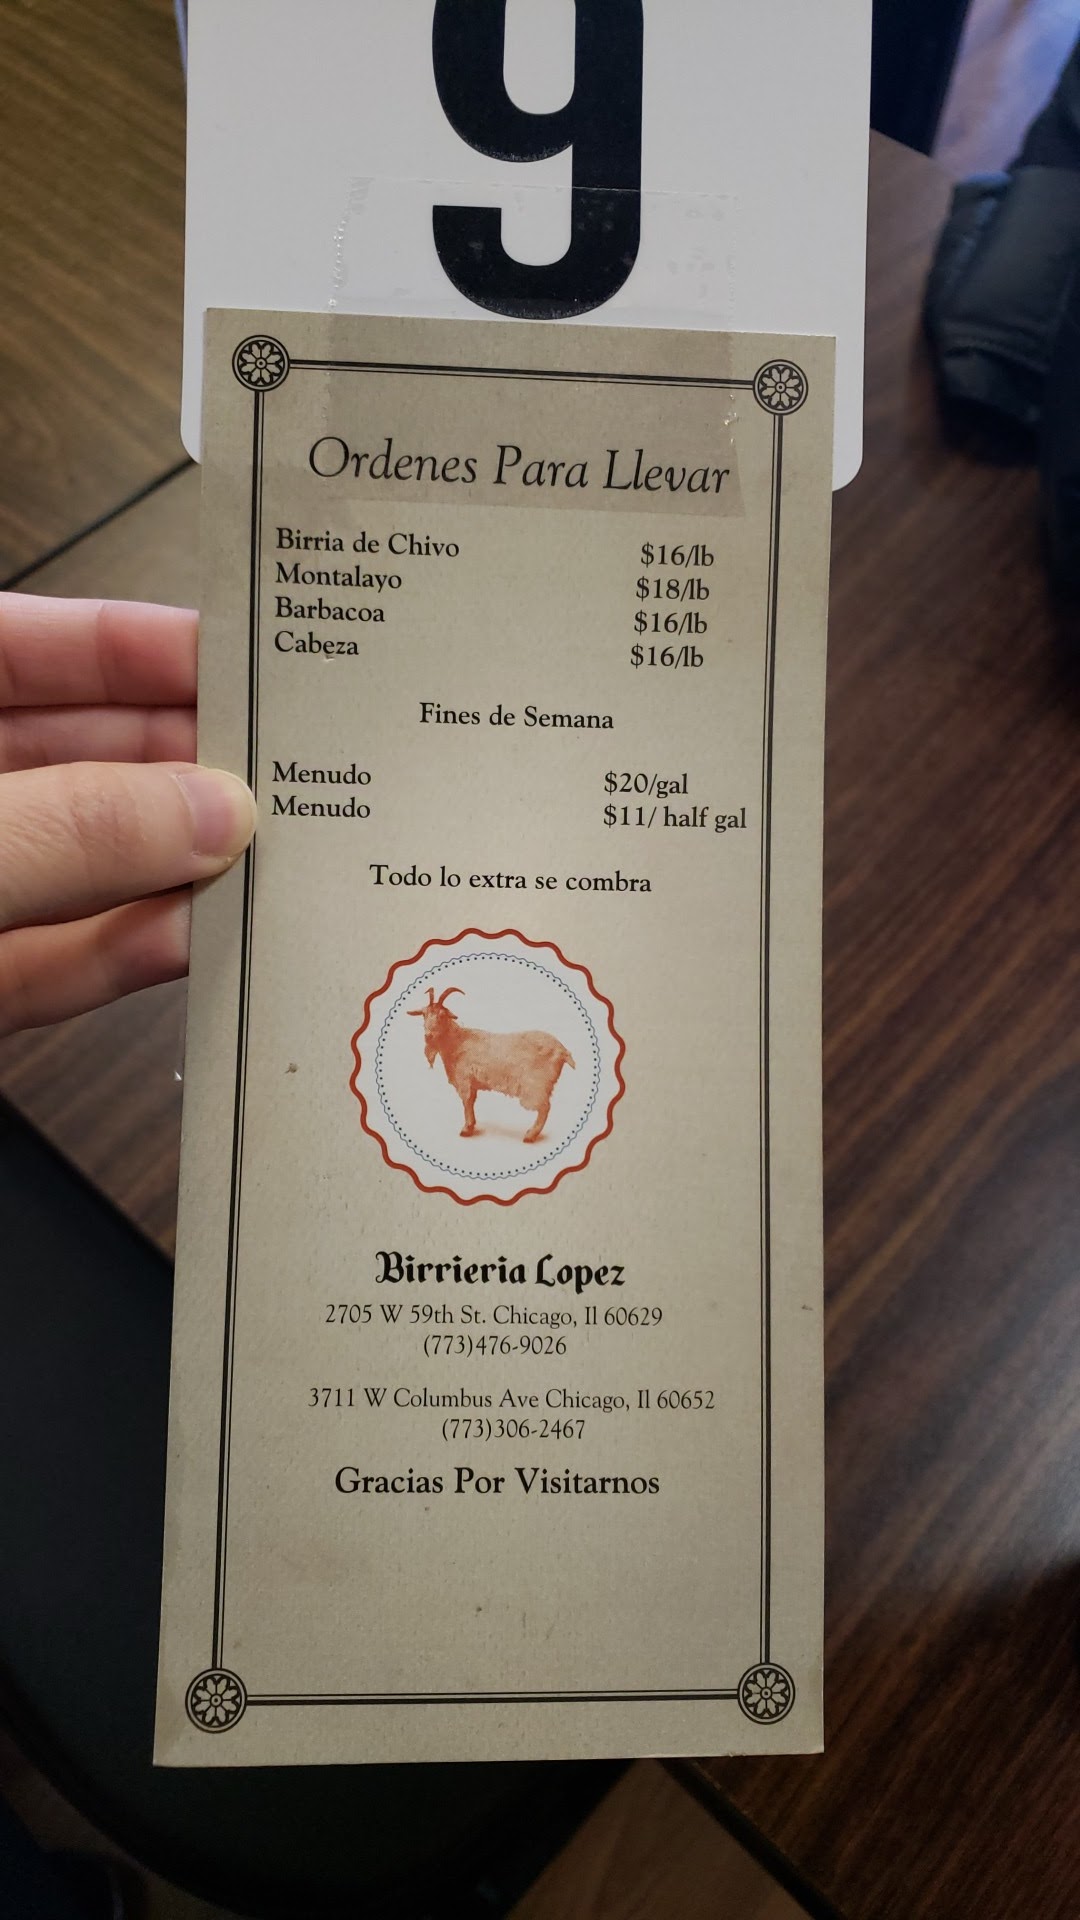 9
Ordenes Para Llevar
Birria de Chivo $16/lb
Montalayo $18/lb
Barbacoa $16/lb
Cabeza $16/lb
Fines de Semana
Menudo $20/gal
Menudo $11/ half gal
Todo lo extra se combra
Birrieria Lopez
2705 W 59th St. Chicago, Il 60629
(773)476-9026
3711 W Columbus Ave Chicago, Il 60652
(773)306-2467
Gracias Por Visitarnos